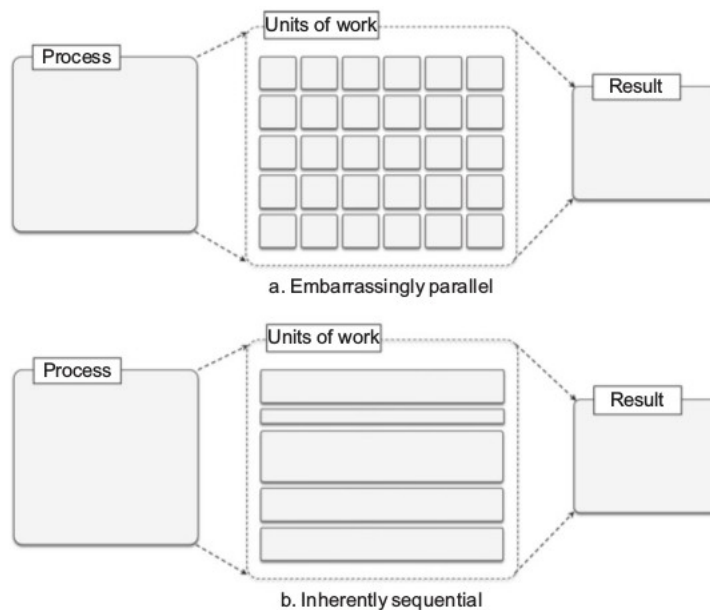 Units of work
Process
Result
a. Embarrassingly parallel
Units of work
Process
Result
b. Inherently sequential